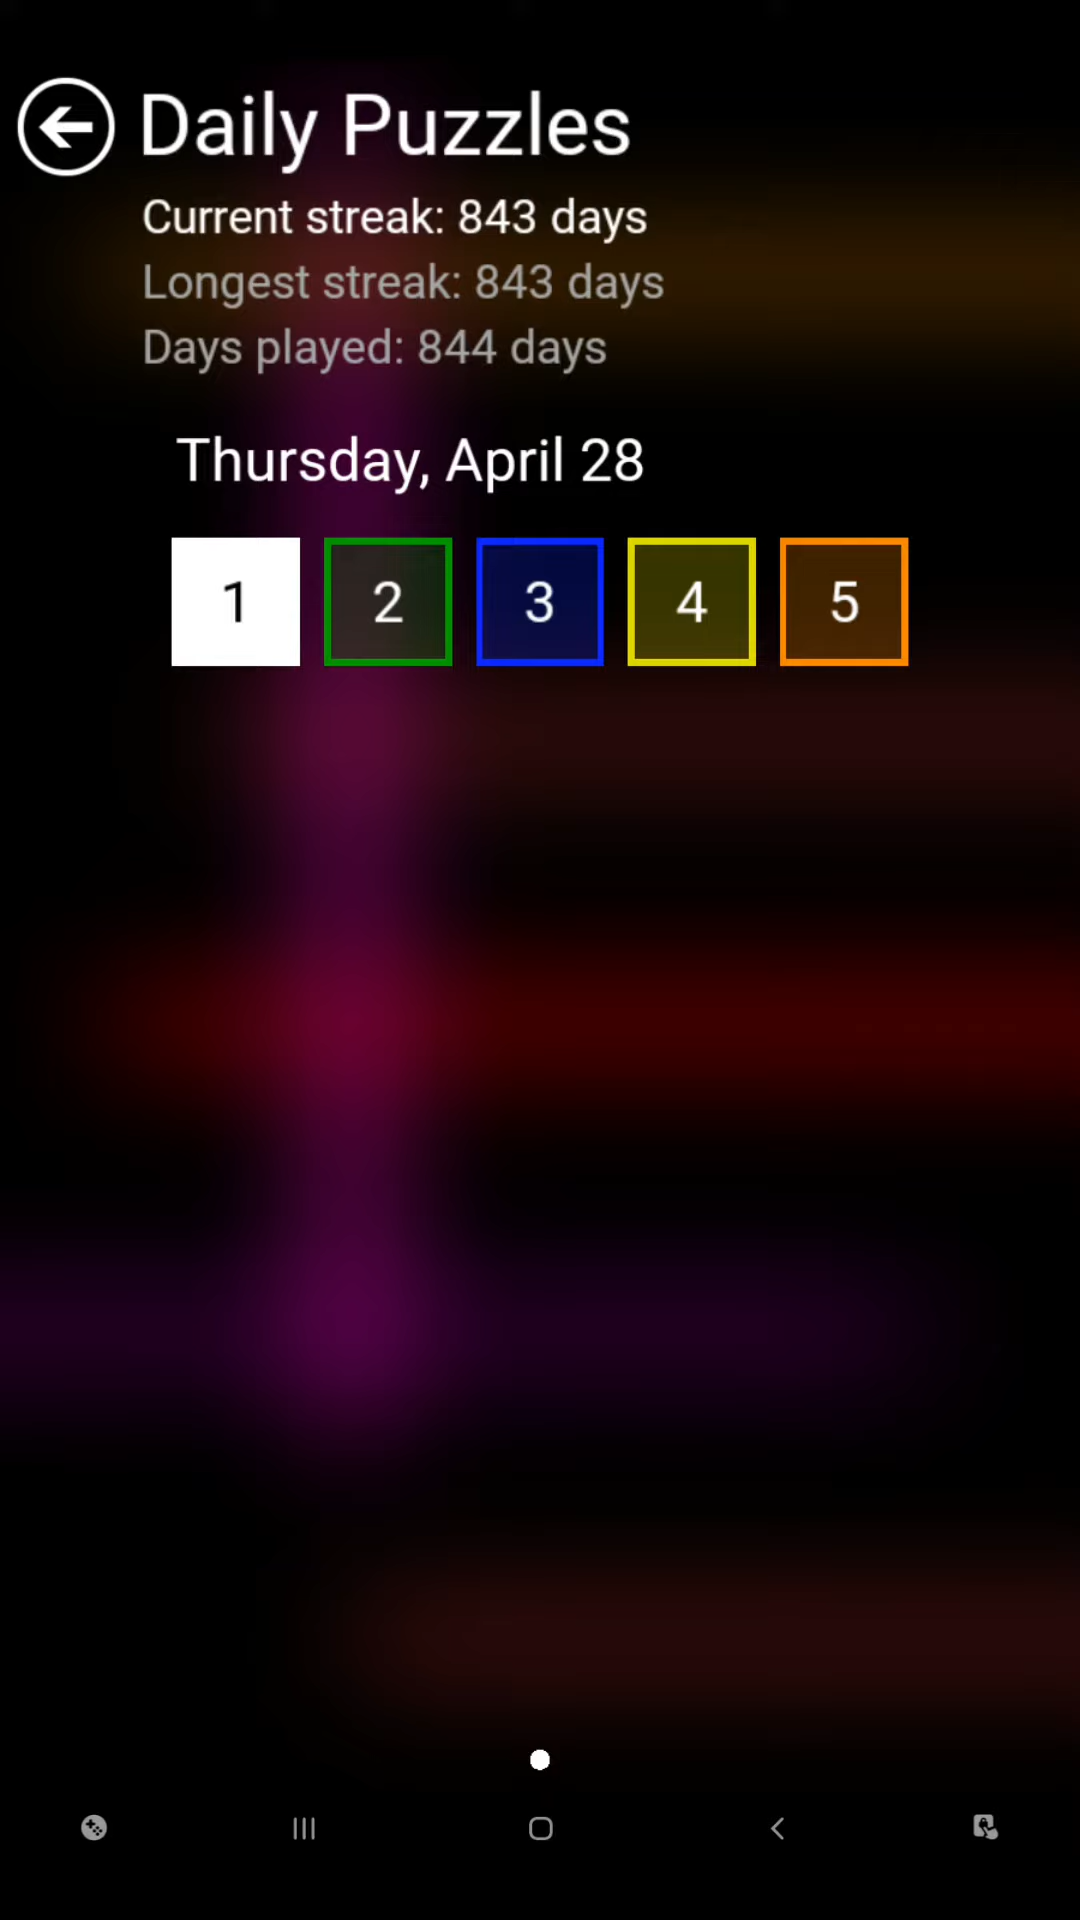 Daily Puzzles
Current streak: 843 days
Longest streak: 843 days
Days played: 844 days
Thursday, April 28
1 2 3 4 5